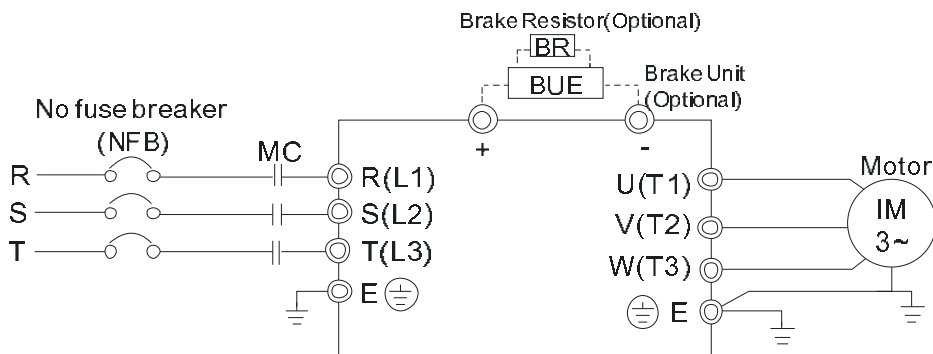 Brake Resistor(Optional)
BR
BUE
Brake Unit
(Optional)
No fuse breaker
(NFB)
MC
+
-
Motor
R
R(L1)
U(T1)
S
S(L2)
V(T2)
IM
3~
T
T(L3)
W(T3)
E
E